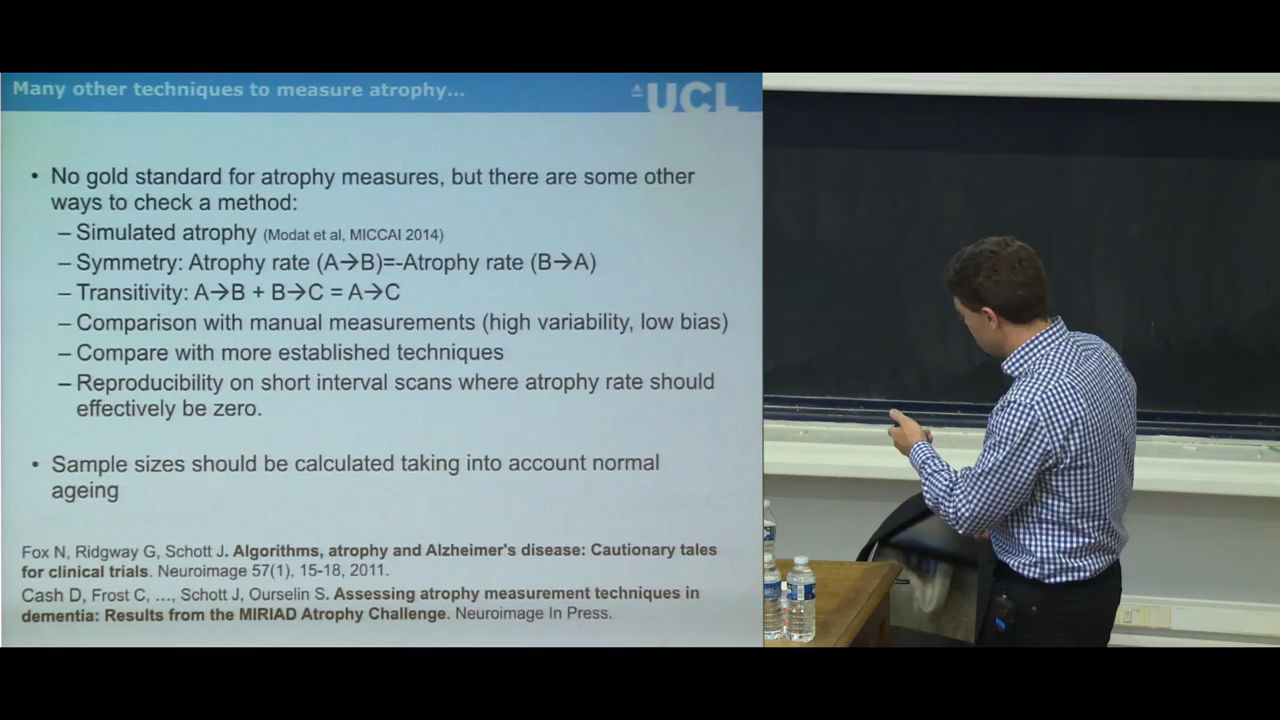 Many other techniques to measure atrophy...
UCL
• No gold standard for atrophy measures, but there are some other
ways to check a method:
– Simulated atrophy (Modat et al, MICCAI 2014)
– Symmetry: Atrophy rate (A→B)=-Atrophy rate (B→A)
– Transitivity: A→B + B→C = A→C
– Comparison with manual measurements (high variability, low bias)
– Compare with more established techniques
– Reproducibility on short interval scans where atrophy rate should
effectively be zero.
• Sample sizes should be calculated taking into account normal
ageing
Fox N, Ridgway G, Schott J. Algorithms, atrophy and Alzheimer's disease: Cautionary tales
for clinical trials. Neuroimage 57(1), 15-18, 2011.
Cash D, Frost C, ..., Schott J, Ourselin S. Assessing atrophy measurement techniques in
dementia: Results from the MIRIAD Atrophy Challenge. Neuroimage In Press.